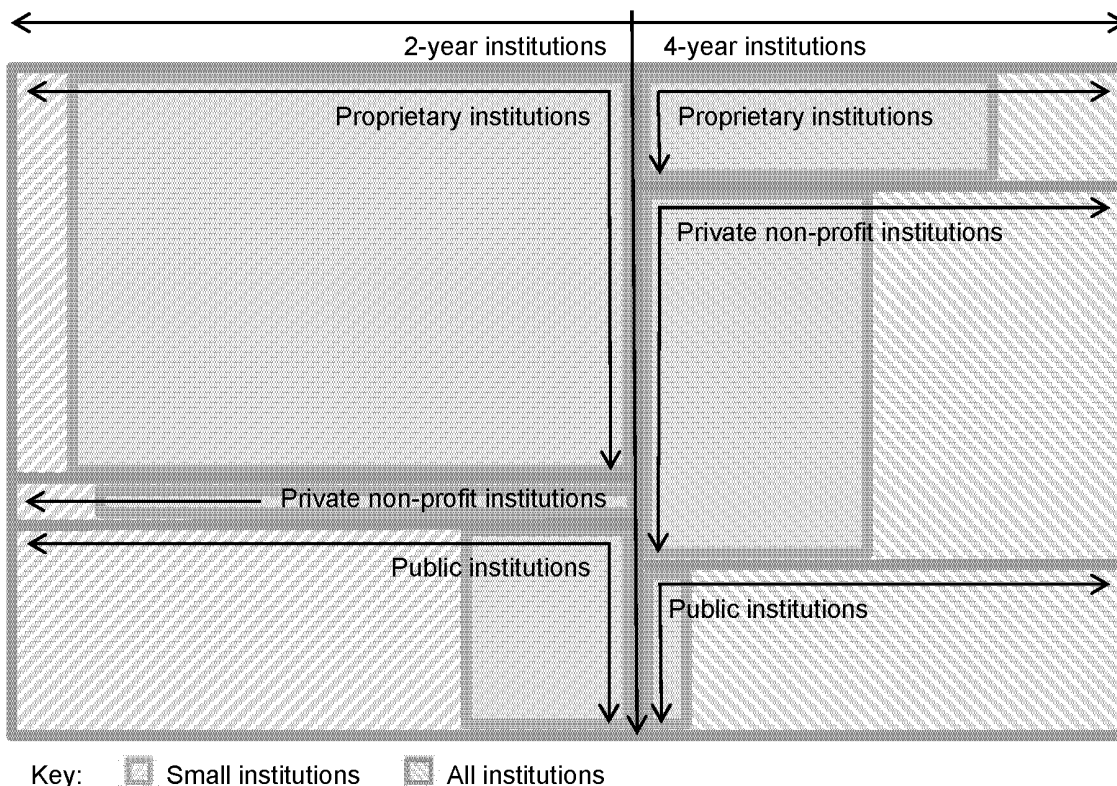 2-year institutions
4-year institutions
Proprietary institutions
Proprietary institutions
Private non-profit institutions
Private non-profit institutions
Public institutions
Public institutions
Key: Small institutions All institutions